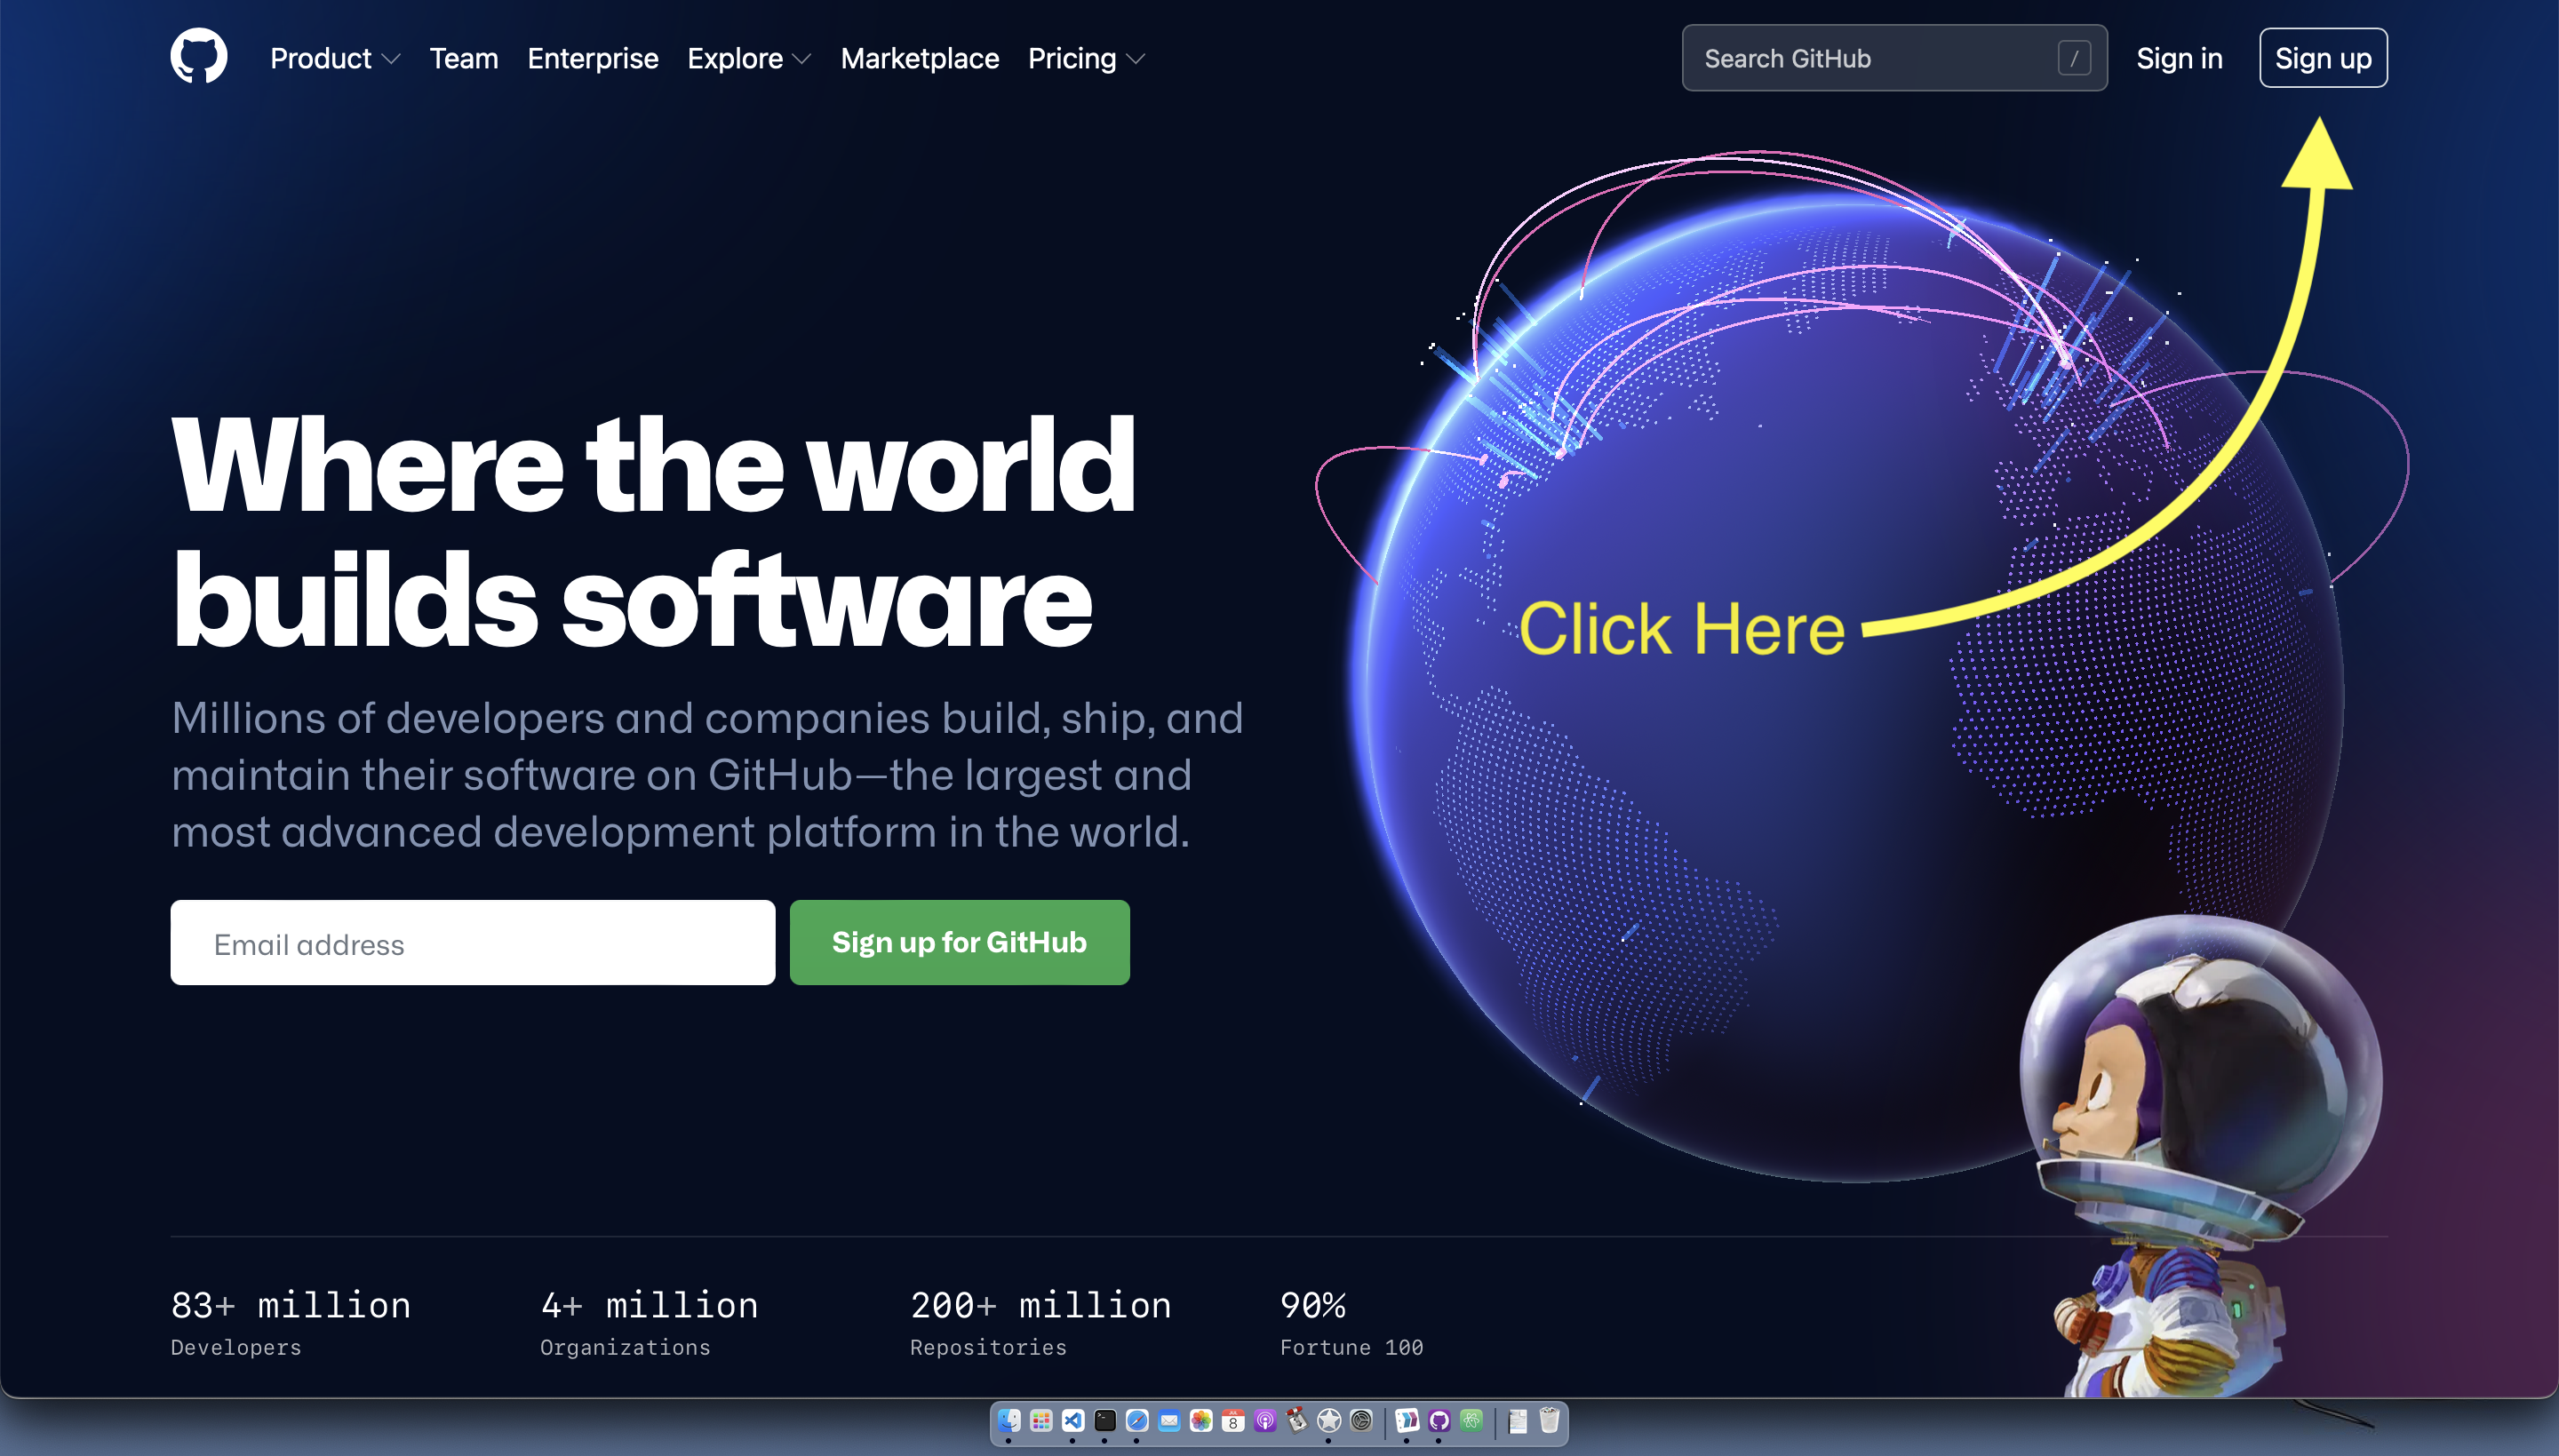 Product Team Enterprise Explore Marketplace Pricing Search GitHub / Sign in Sign up
Where the world
builds software
Click Here
Millions of developers and companies build, ship, and
maintain their software on GitHub—the largest and
most advanced development platform in the world.
Email address Sign up for GitHub
83+ million 4+ million 200+ million 90%
Developers Organizations Repositories Fortune 100
8